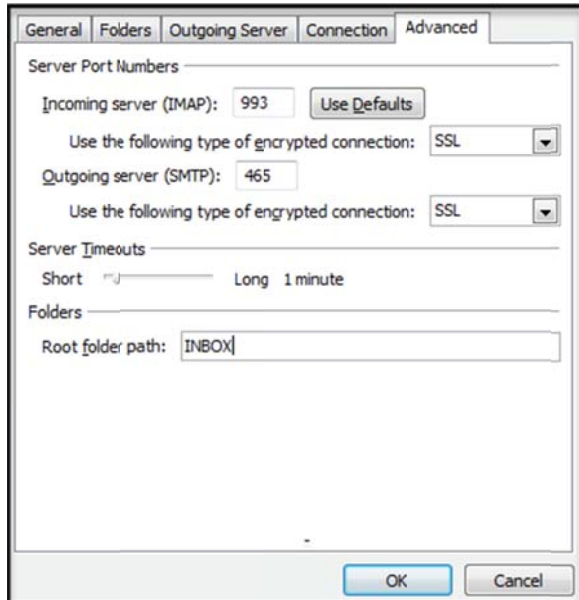 General Folders Outgoing Server Connection Advanced
Server Port Numbers
Incoming server (IMAP): 993 Use Defaults
Use the following type of encrypted connection: SSL
Outgoing server (SMTP): 465
Use the following type of encrypted connection: SSL
Server Timeouts
Short Long 1 minute
Folders
Root folder path: INBOX
OK Cancel